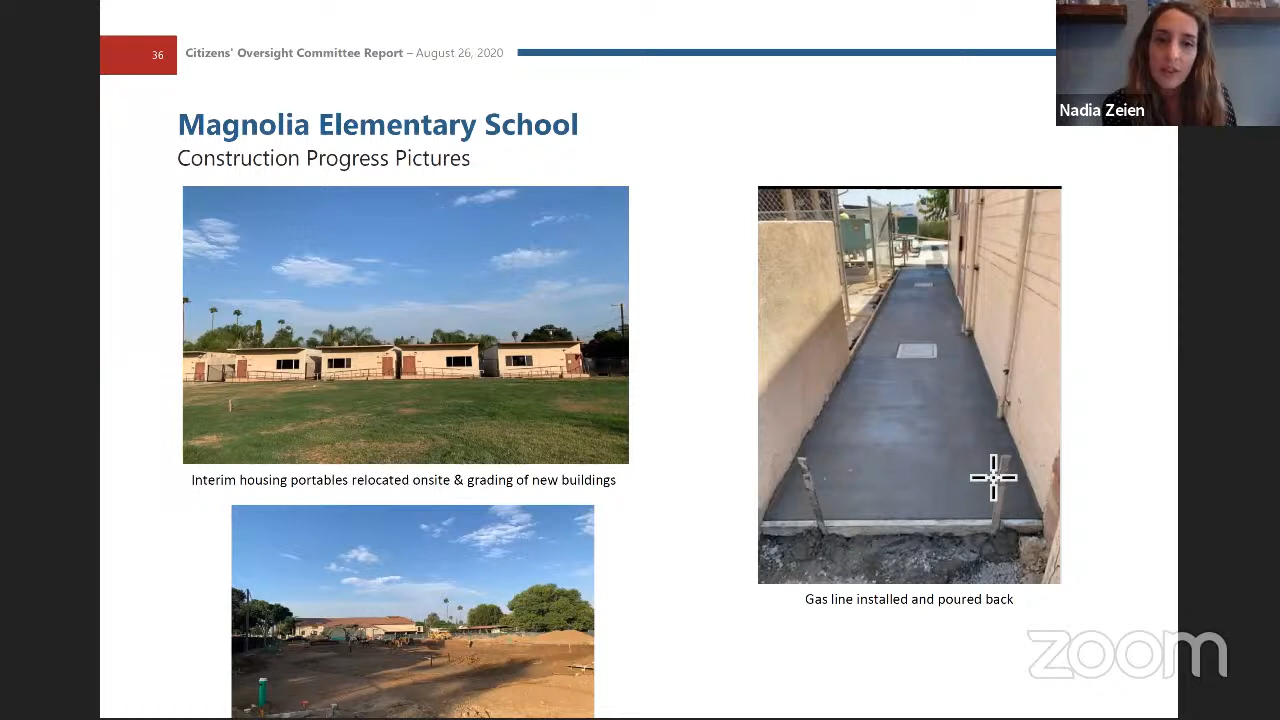 36
Citizens' Oversight Committee Report – August 26, 2020
Nadia Zeien
Magnolia Elementary School
Construction Progress Pictures
Interim housing portables relocated onsite & grading of new buildings
Gas line installed and poured back
zoom